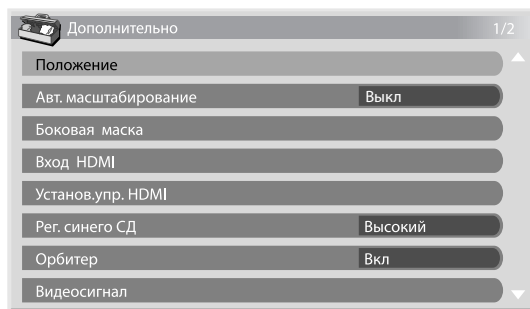 Дополнительно 1/2
Положение
Авт. масштабирование Выкл
Боковая маска
Вход HDMI
Установ.упр. HDMI
Рег. синего СД Высокий
Орбитер Вкл
Видеосигнал